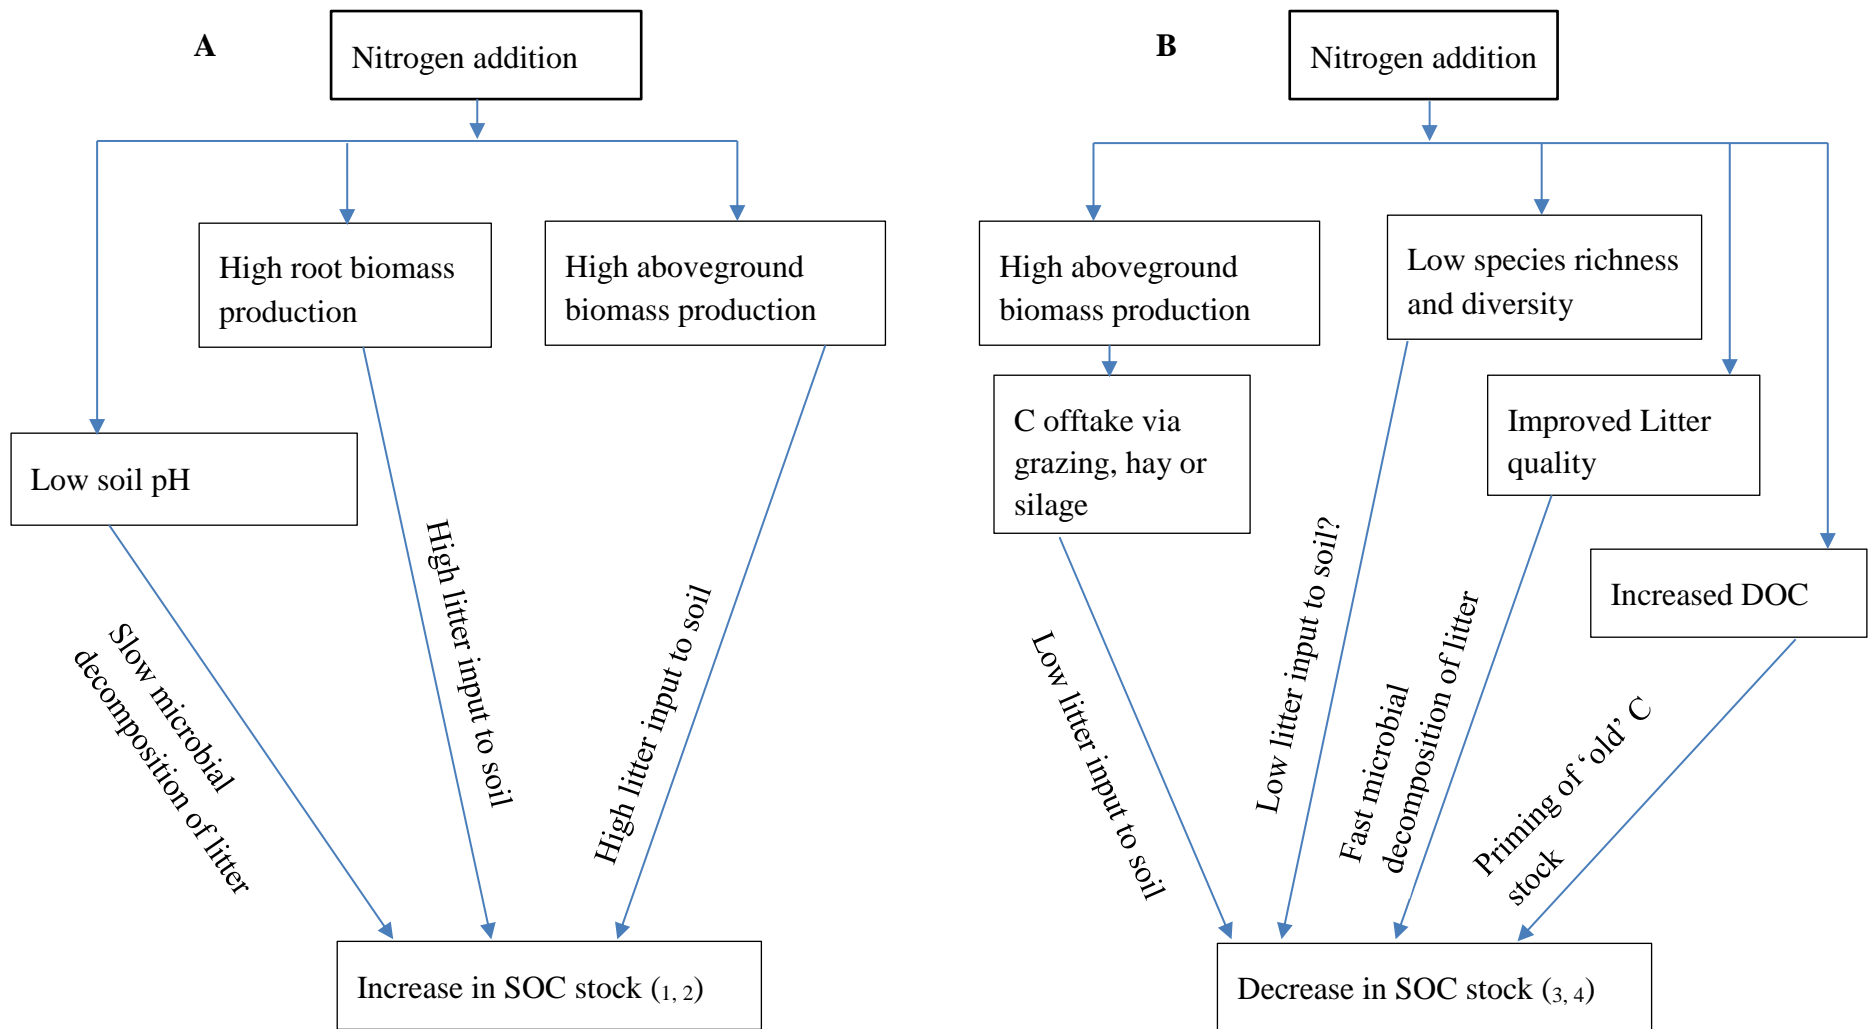 A
Nitrogen addition
High root biomass
production
High aboveground
biomass production
Low soil pH
Slow microbial
decomposition of litter
High litter input to soil
High litter input to soil
Increase in SOC stock (1, 2)
B
Nitrogen addition
High aboveground
biomass production
Low species richness
and diversity
C offtake via
grazing, hay or
silage
Improved Litter
quality
Increased DOC
Low litter input to soil
Low litter input to soil?
Fast microbial
decomposition of litter
Priming of ‘old’ C
stock
Decrease in SOC stock (3, 4)